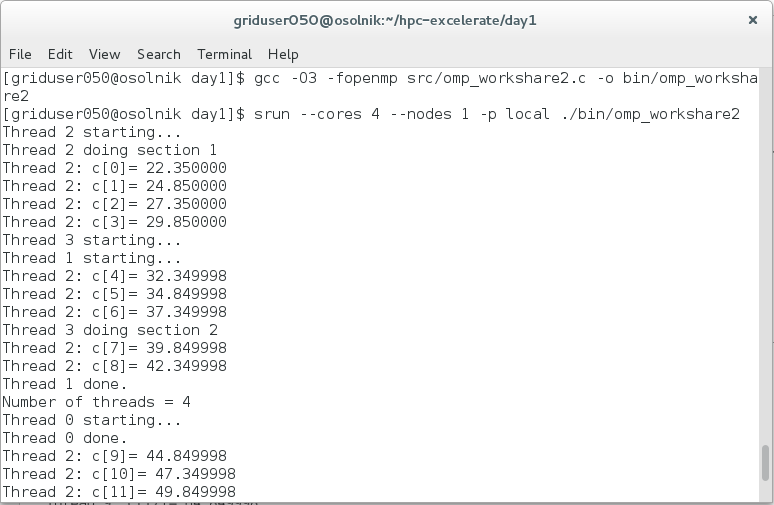 griduser050@osolnik:~/hpc-excelerate/day1
×
File Edit View Search Terminal Help
[griduser050@osolnik day1]$ gcc -O3 -fopenmp src/omp_workshare2.c -o bin/omp_worksha
re2
[griduser050@osolnik day1]$ srun --cores 4 --nodes 1 -p local ./bin/omp_workshare2
Thread 2 starting...
Thread 2 doing section 1
Thread 2: c[0]= 22.350000
Thread 2: c[1]= 24.850000
Thread 2: c[2]= 27.350000
Thread 2: c[3]= 29.850000
Thread 3 starting...
Thread 1 starting...
Thread 2: c[4]= 32.349998
Thread 2: c[5]= 34.849998
Thread 2: c[6]= 37.349998
Thread 3 doing section 2
Thread 2: c[7]= 39.849998
Thread 2: c[8]= 42.349998
Thread 1 done.
Number of threads = 4
Thread 0 starting...
Thread 0 done.
Thread 2: c[9]= 44.849998
Thread 2: c[10]= 47.349998
Thread 2: c[11]= 49.849998